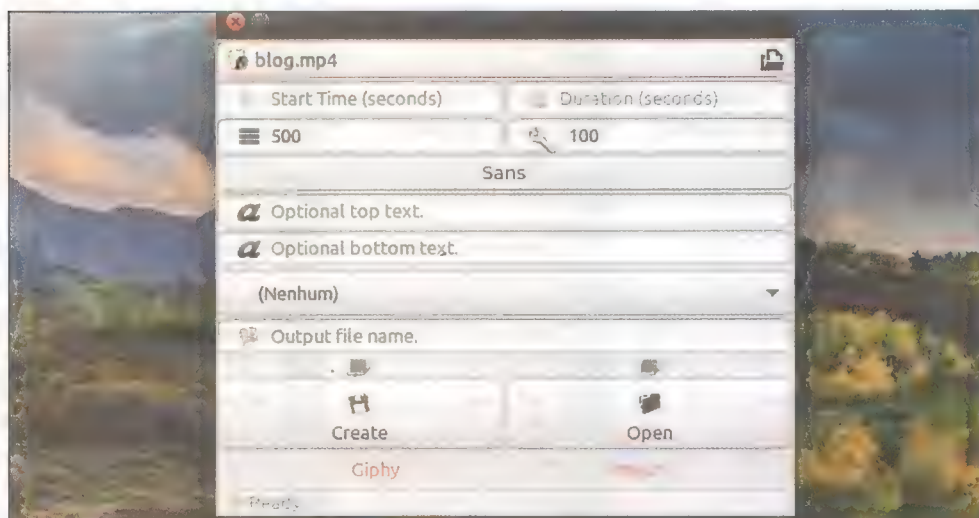 blog.mp4
Start Time (seconds)
Duration (seconds)
500
100
Sans
Optional top text.
Optional bottom text.
(Nenhum)
Output file name.
Create
Open
Giphy
Ready